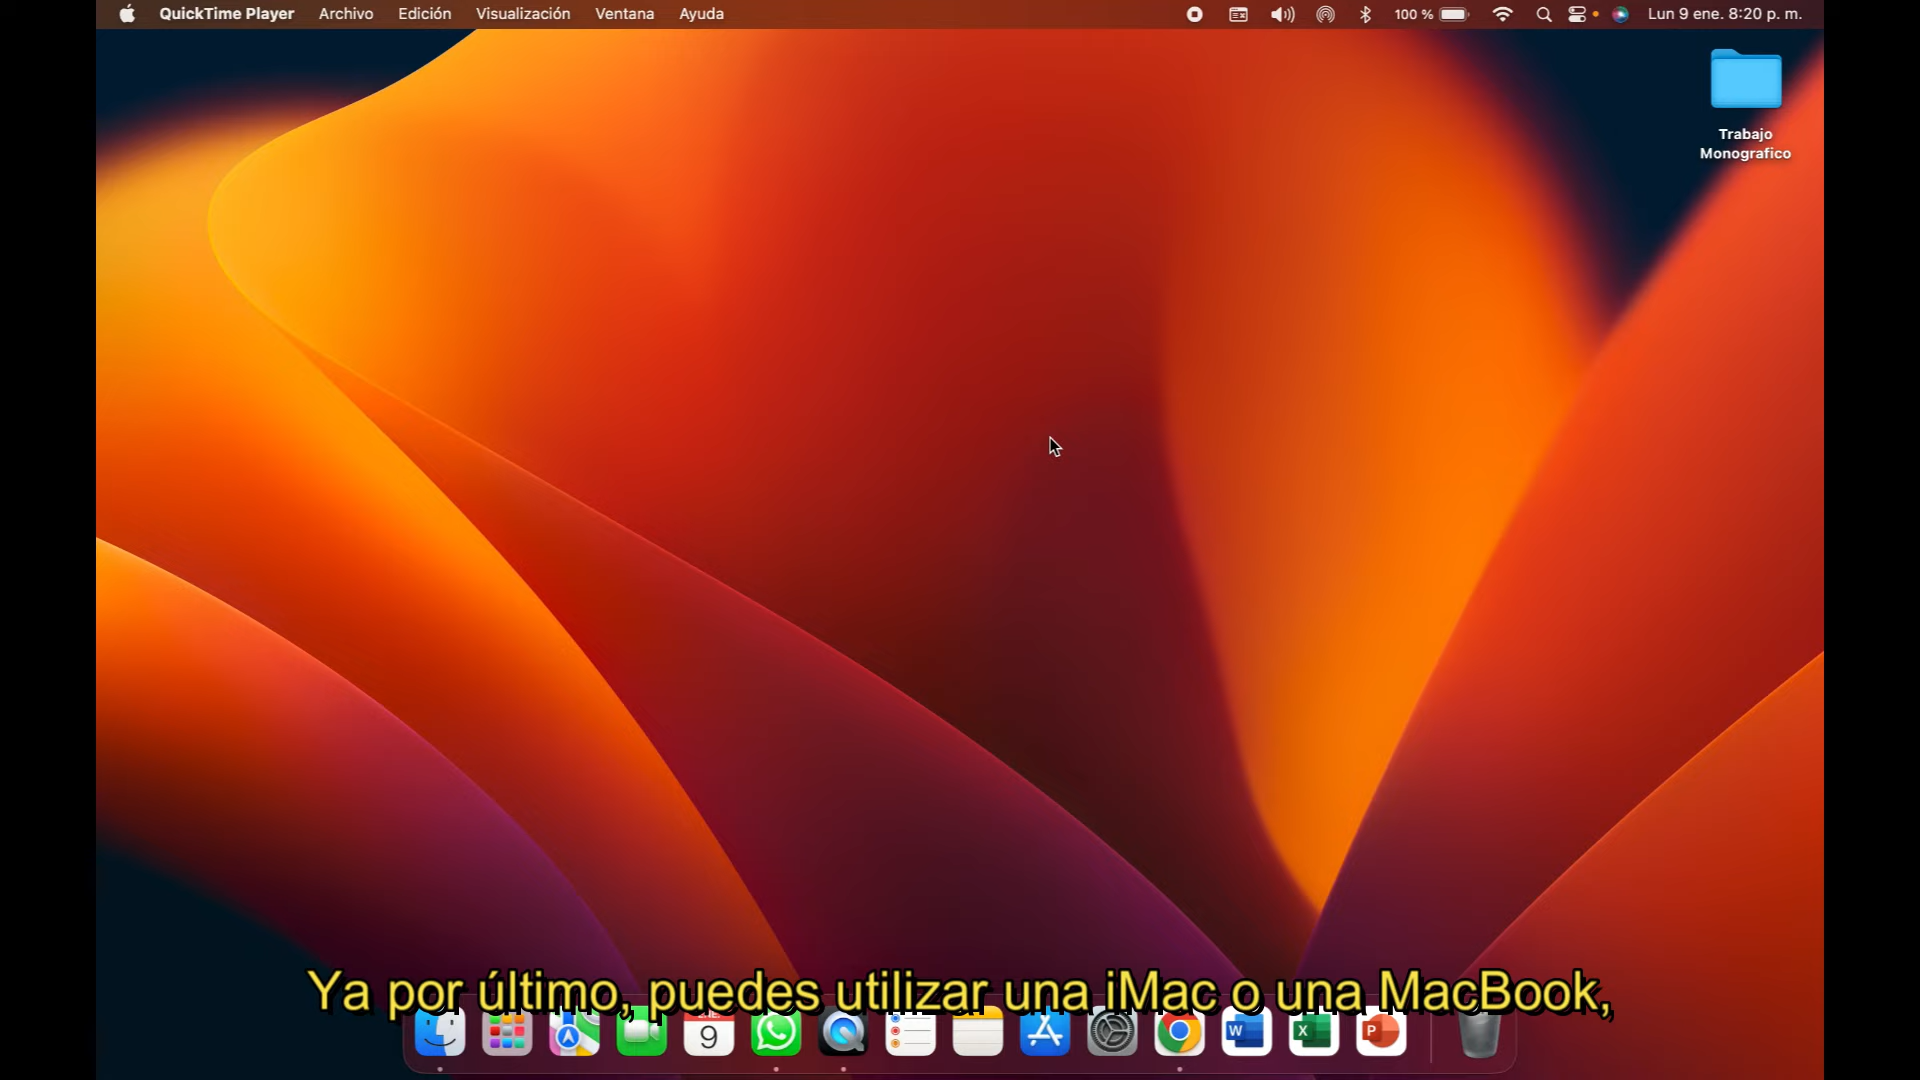 QuickTime Player Archivo Edición Visualización Ventana Ayuda 100 % Lun 9 ene. 8:20 p. m.
Trabajo
Monografico
Ya por último, puedes utilizar una iMac o una MacBook,
9 W X P